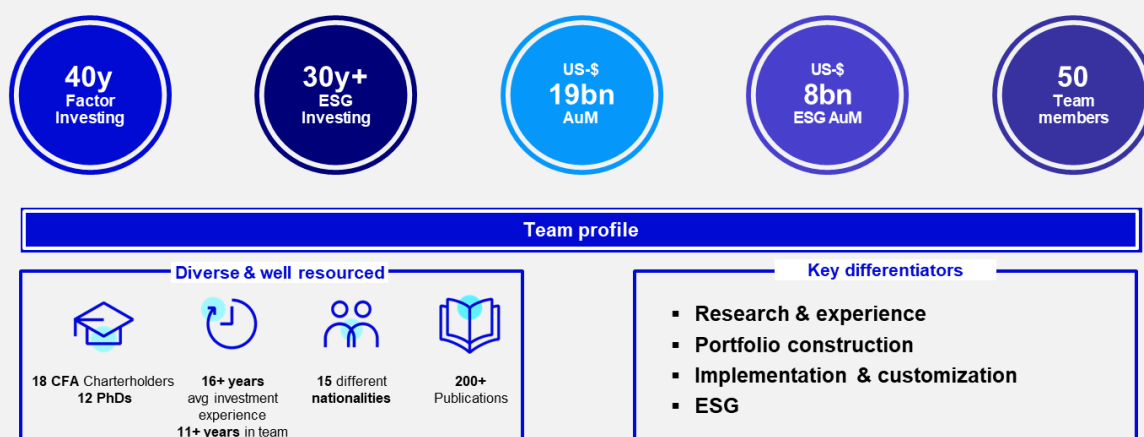 40y
Factor
Investing
30y+
ESG
Investing
US-$
19bn
AuM
US-$
8bn
ESG AuM
50
Team
members
Team profile
Diverse & well resourced
18 CFA Charterholders
12 PhDs
16+ years
avg investment
experience
11+ years in team
15 different
nationalities
200+
Publications
Key differentiators
▪ Research & experience
▪ Portfolio construction
▪ Implementation & customization
▪ ESG